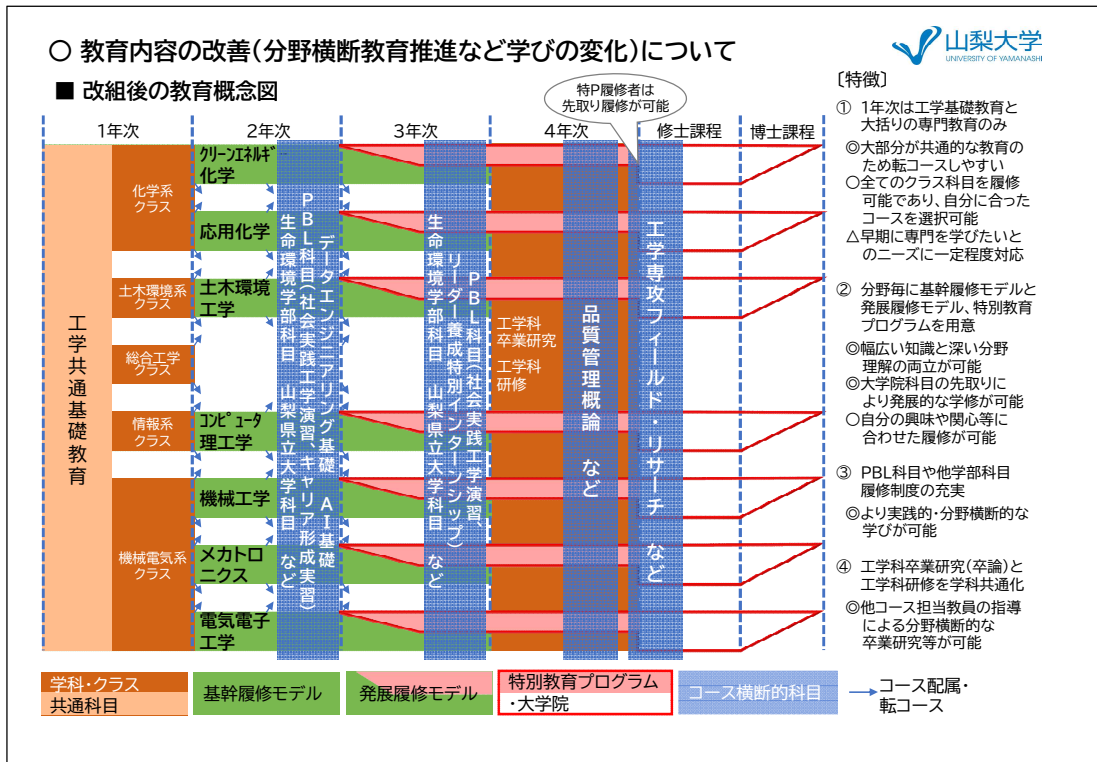 ○ 教育内容の改善(分野横断教育推進など学びの変化)について
山梨大学
UNIVERSITY OF YAMANASHI
■ 改組後の教育概念図
特P履修者は
先取り履修が可能
1年次
2年次
3年次
4年次
修士課程
博士課程
工学共通基礎教育
化学系
クラス
土木環境系
クラス
総合工学
クラス
情報系
クラス
機械電気系
クラス
クリーンエネルギー
化学
応用化学
土木環境
工学
コンピュータ
理工学
機械工学
メカトロ
ニクス
電気電子
工学
データエンジニアリング基礎 AI基礎
PBL科目(社会実践工学演習、キャリア形成実習)
生命環境学部科目 山梨県立大学科目 など
PBL科目(社会実践工学演習、
リーダー養成特別インターンシップ)
生命環境学部科目 山梨県立大学科目 など
工学科
卒業研究
工学科
研修
品質管理概論 など
工学専攻フィールド・リサーチ など
〔特徴〕
① 1年次は工学基礎教育と
大括りの専門教育のみ
◎大部分が共通的な教育の
ため転コースしやすい
○全てのクラス科目を履修
可能であり、自分に合った
コースを選択可能
△早期に専門を学びたいと
のニーズに一定程度対応
② 分野毎に基幹履修モデルと
発展履修モデル、特別教育
プログラムを用意
◎幅広い知識と深い分野
理解の両立が可能
◎大学院科目の先取りに
より発展的な学修が可能
○自分の興味や関心等に
合わせた履修が可能
③ PBL科目や他学部科目
履修制度の充実
◎より実践的・分野横断的な
学びが可能
④ 工学科卒業研究(卒論)と
工学科研修を学科共通化
◎他コース担当教員の指導
による分野横断的な
卒業研究等が可能
学科・クラス
共通科目
基幹履修モデル
発展履修モデル
特別教育プログラム
・大学院
コース横断的科目
コース配属・
転コース